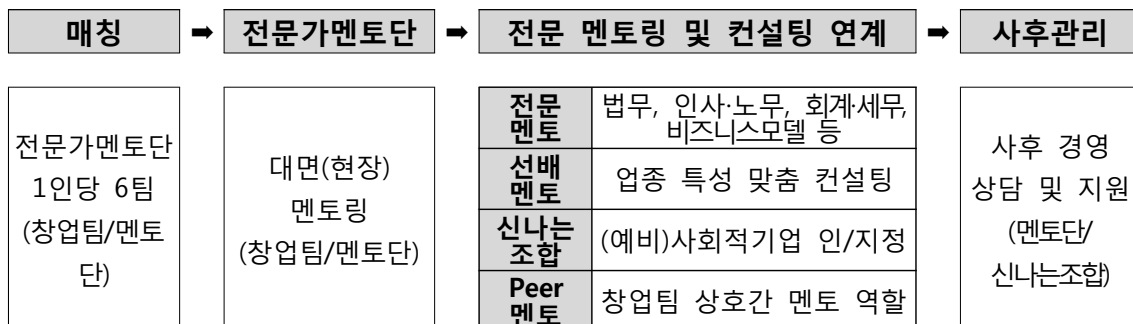 매칭 ➡ 전문가멘토단 ➡ 전문 멘토링 및 컨설팅 연계 ➡ 사후관리
전문가멘토단
1인당 6팀
(창업팀/멘토
단)
대면(현장)
멘토링
(창업팀/멘토단)
전문
멘토
법무, 인사·노무, 회계·세무,
비즈니스모델 등
선배
멘토
업종 특성 맞춤 컨설팅
신나는
조합
(예비)사회적기업 인/지정
Peer
멘토
창업팀 상호간 멘토 역할
사후 경영
상담 및 지원
(멘토단/
신나는조합)